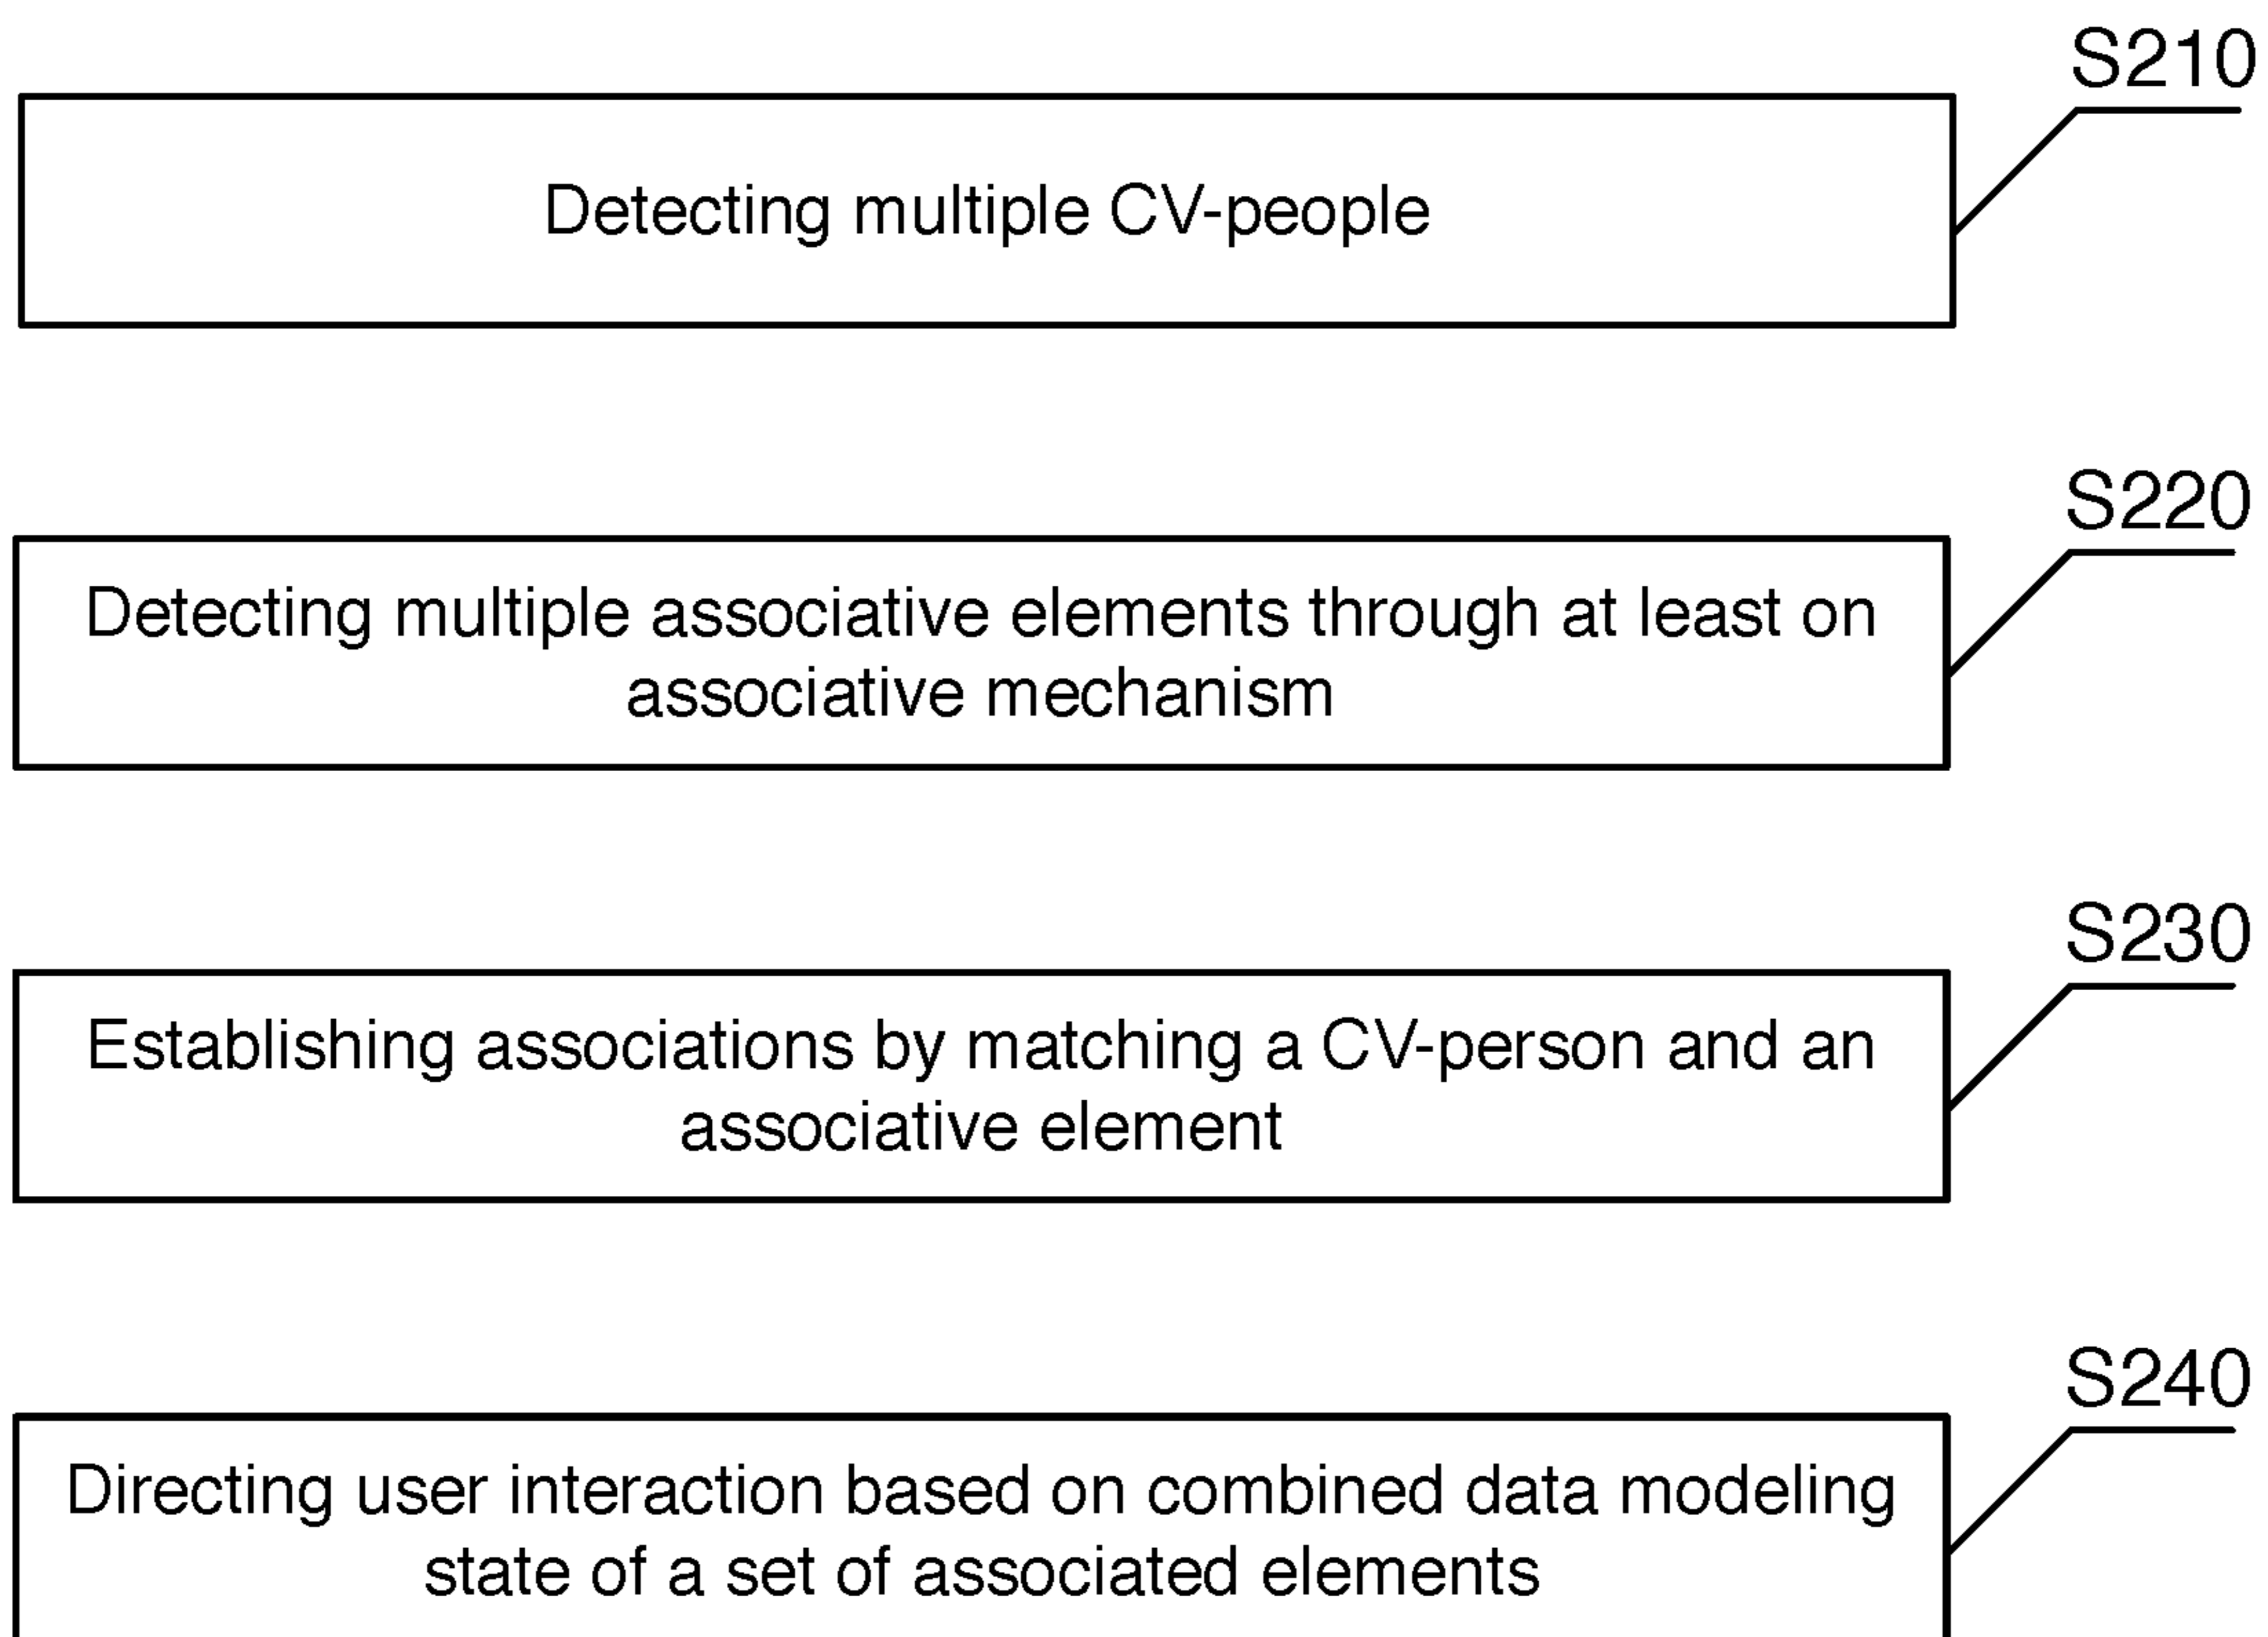 S210
Detecting multiple CV-people
S220
Detecting multiple associative elements through at least on
associative mechanism
S230
Establishing associations by matching a CV-person and an
associative element
S240
Directing user interaction based on combined data modeling
state of a set of associated elements